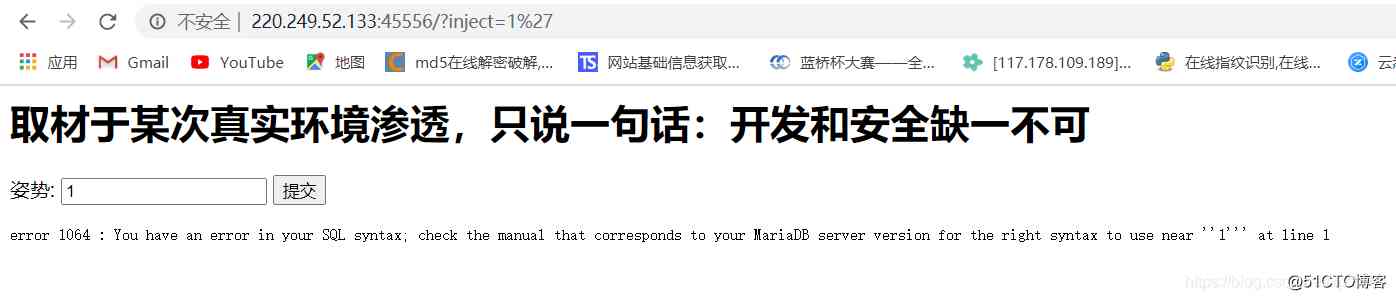 不安全 | 220.249.52.133:45556/?inject=1%27
应用 Gmail YouTube 地图 md5在线解密破解,... 网站基础信息获取... 蓝桥杯大赛——全... [117.178.109.189]... 在线指纹识别,在线...
取材于某次真实环境渗透，只说一句话：开发和安全缺一不可
姿势: 1 提交
error 1064 : You have an error in your SQL syntax; check the manual that corresponds to your MariaDB server version for the right syntax to use near ''1''' at line 1
@51CTO博客